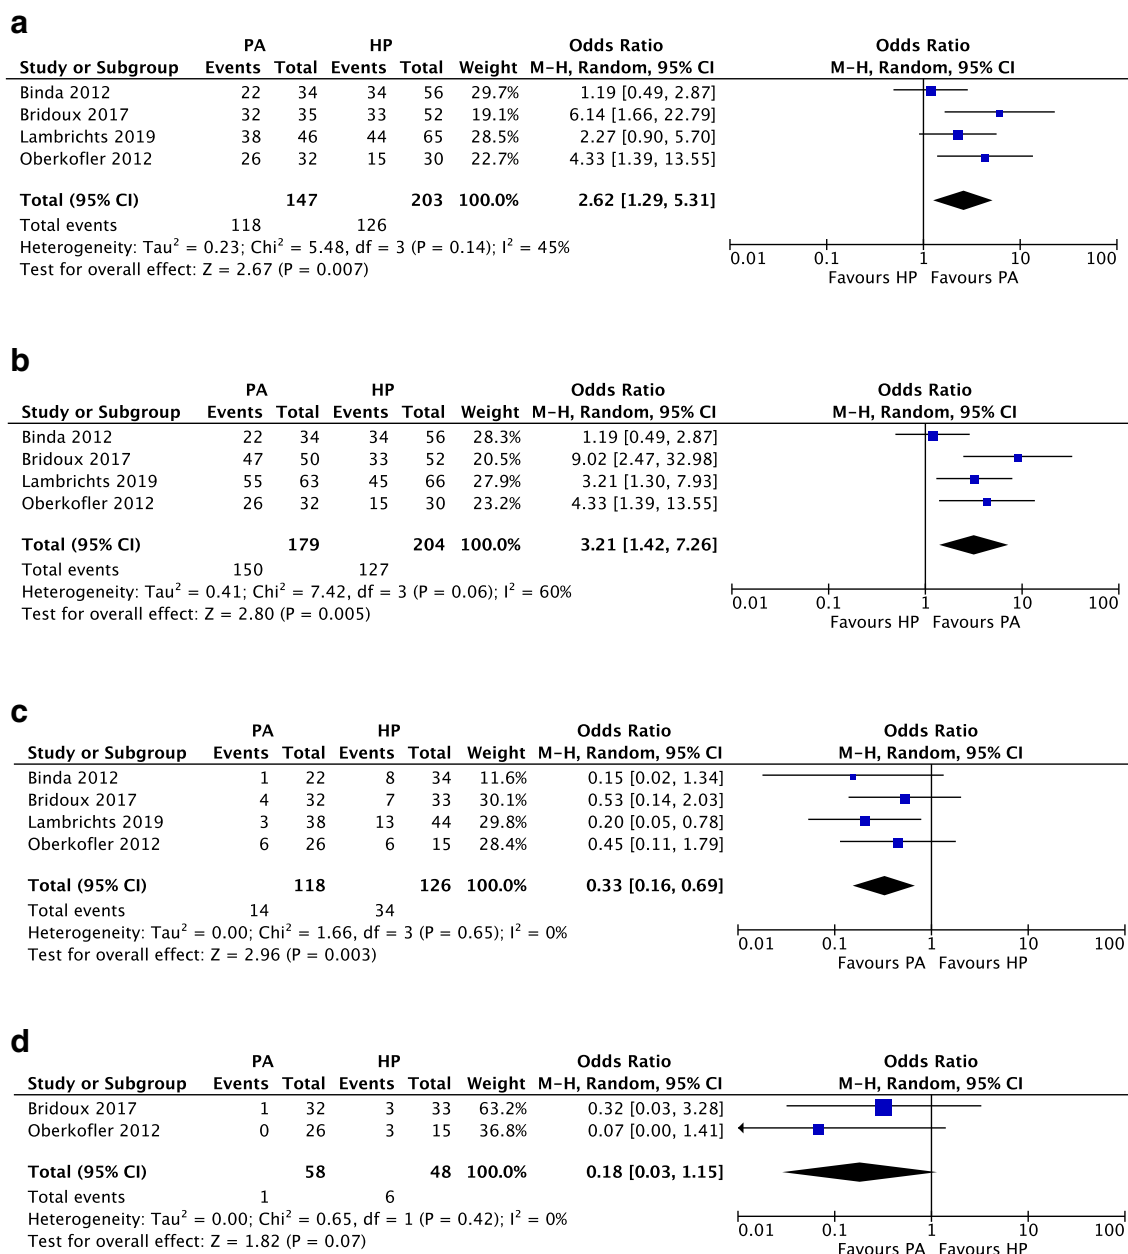 a
PA HP Odds Ratio Odds Ratio
Study or Subgroup Events Total Events Total Weight M-H, Random, 95% CI M-H, Random, 95% CI
Binda 2012 22 34 34 56 29.7% 1.19 [0.49, 2.87]
Bridoux 2017 32 35 33 52 19.1% 6.14 [1.66, 22.79]
Lambrichts 2019 38 46 44 65 28.5% 2.27 [0.90, 5.70]
Oberkofler 2012 26 32 15 30 22.7% 4.33 [1.39, 13.55]
Total (95% CI) 147 203 100.0% 2.62 [1.29, 5.31]
Total events 118 126
Heterogeneity: Tau² = 0.23; Chi² = 5.48, df = 3 (P = 0.14); I² = 45%
Test for overall effect: Z = 2.67 (P = 0.007)
0.01 0.1 1 10 100
Favours HP Favours PA
b
PA HP Odds Ratio Odds Ratio
Study or Subgroup Events Total Events Total Weight M-H, Random, 95% CI M-H, Random, 95% CI
Binda 2012 22 34 34 56 28.3% 1.19 [0.49, 2.87]
Bridoux 2017 47 50 33 52 20.5% 9.02 [2.47, 32.98]
Lambrichts 2019 55 63 45 66 27.9% 3.21 [1.30, 7.93]
Oberkofler 2012 26 32 15 30 23.2% 4.33 [1.39, 13.55]
Total (95% CI) 179 204 100.0% 3.21 [1.42, 7.26]
Total events 150 127
Heterogeneity: Tau² = 0.41; Chi² = 7.42, df = 3 (P = 0.06); I² = 60%
Test for overall effect: Z = 2.80 (P = 0.005)
0.01 0.1 1 10 100
Favours HP Favours PA
c
PA HP Odds Ratio Odds Ratio
Study or Subgroup Events Total Events Total Weight M-H, Random, 95% CI M-H, Random, 95% CI
Binda 2012 1 22 8 34 11.6% 0.15 [0.02, 1.34]
Bridoux 2017 4 32 7 33 30.1% 0.53 [0.14, 2.03]
Lambrichts 2019 3 38 13 44 29.8% 0.20 [0.05, 0.78]
Oberkofler 2012 6 26 6 15 28.4% 0.45 [0.11, 1.79]
Total (95% CI) 118 126 100.0% 0.33 [0.16, 0.69]
Total events 14 34
Heterogeneity: Tau² = 0.00; Chi² = 1.66, df = 3 (P = 0.65); I² = 0%
Test for overall effect: Z = 2.96 (P = 0.003)
0.01 0.1 1 10 100
Favours PA Favours HP
d
PA HP Odds Ratio Odds Ratio
Study or Subgroup Events Total Events Total Weight M-H, Random, 95% CI M-H, Random, 95% CI
Bridoux 2017 1 32 3 33 63.2% 0.32 [0.03, 3.28]
Oberkofler 2012 0 26 3 15 36.8% 0.07 [0.00, 1.41]
Total (95% CI) 58 48 100.0% 0.18 [0.03, 1.15]
Total events 1 6
Heterogeneity: Tau² = 0.00; Chi² = 0.65, df = 1 (P = 0.42); I² = 0%
Test for overall effect: Z = 1.82 (P = 0.07)
0.01 0.1 1 10 100
Favours PA Favours HP